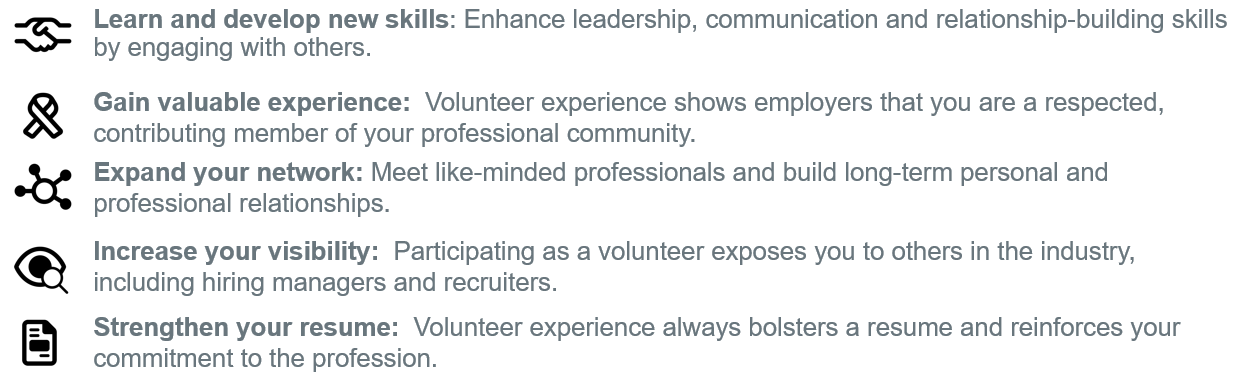 Learn and develop new skills: Enhance leadership, communication and relationship-building skills
by engaging with others.
Gain valuable experience:  Volunteer experience shows employers that you are a respected,
contributing member of your professional community.
Expand your network: Meet like-minded professionals and build long-term personal and
professional relationships.
Increase your visibility:  Participating as a volunteer exposes you to others in the industry,
including hiring managers and recruiters.
Strengthen your resume:  Volunteer experience always bolsters a resume and reinforces your
commitment to the profession.